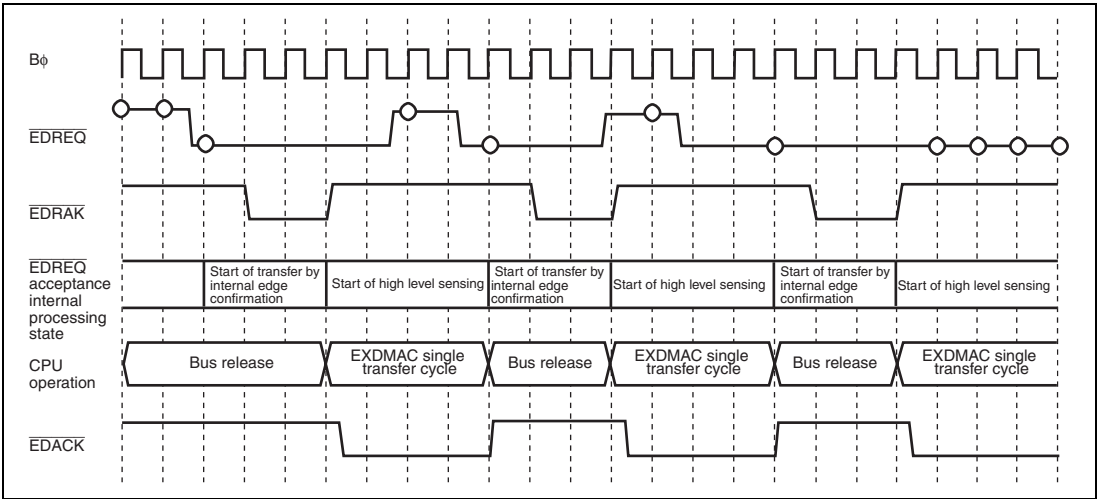 Bϕ
EDREQ
EDRAK
EDREQ
acceptance
internal
processing
state
Start of transfer by
internal edge
confirmation
Start of high level sensing
Start of transfer by
internal edge
confirmation
Start of high level sensing
Start of transfer by
internal edge
confirmation
Start of high level sensing
CPU
operation
Bus release
EXDMAC single
transfer cycle
Bus release
EXDMAC single
transfer cycle
Bus release
EXDMAC single
transfer cycle
EDACK